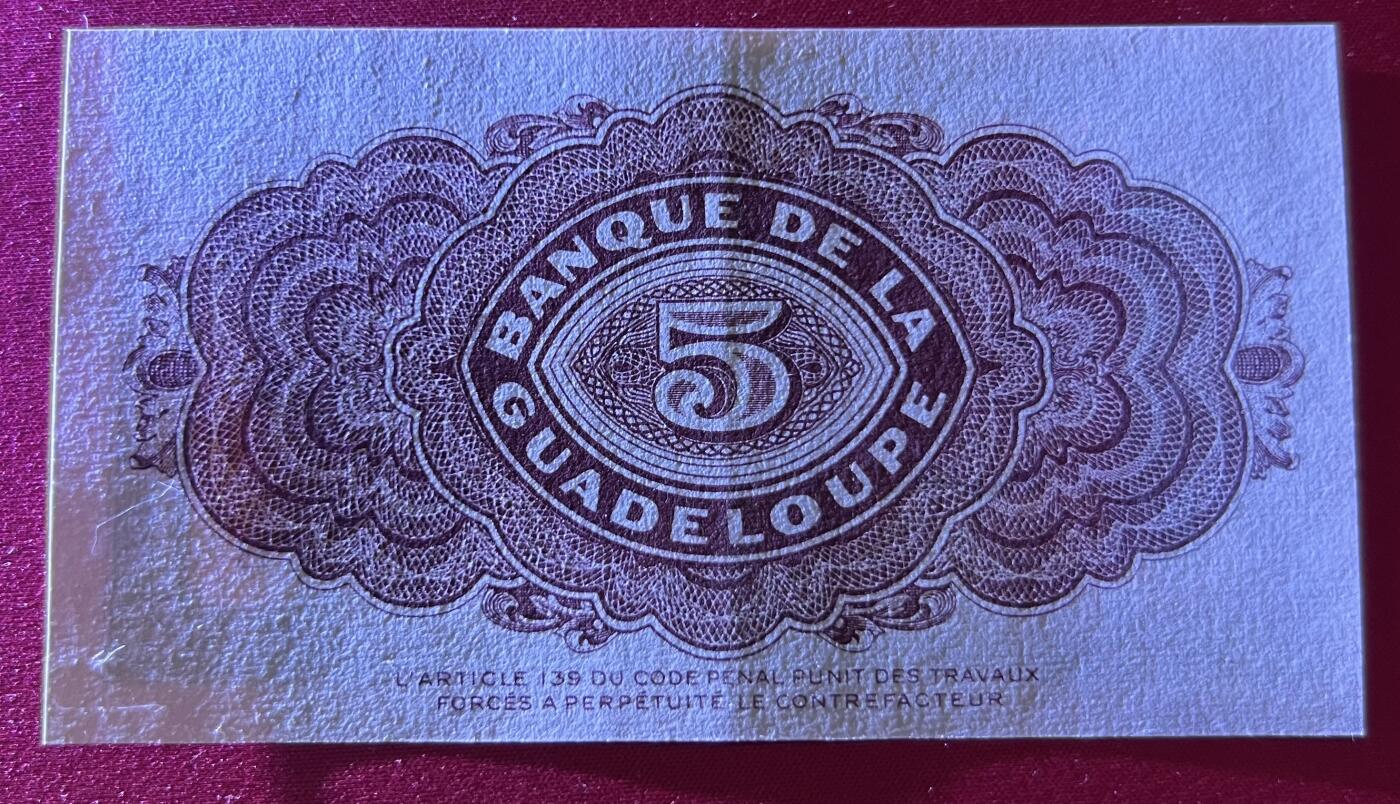 BANQUE DE LA
GUADELOUPE
5
L'ARTICLE 139 DU CODE PENAL PUNIT DES TRAVAUX
FORCÉS A PERPÉTUITÉ LE CONTREFACTEUR